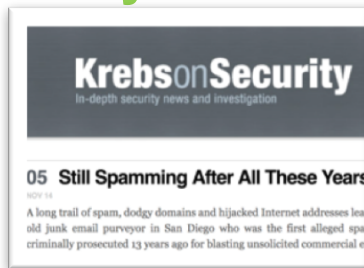 KrebsonSecurity
In-depth security news and investigation
05 Still Spamming After All These Years
NOV 14
A long trail of spam, dodgy domains and hijacked Internet addresses lea
old junk email purveyor in San Diego who was the first alleged spa
criminally prosecuted 13 years ago for blasting unsolicited commercial e